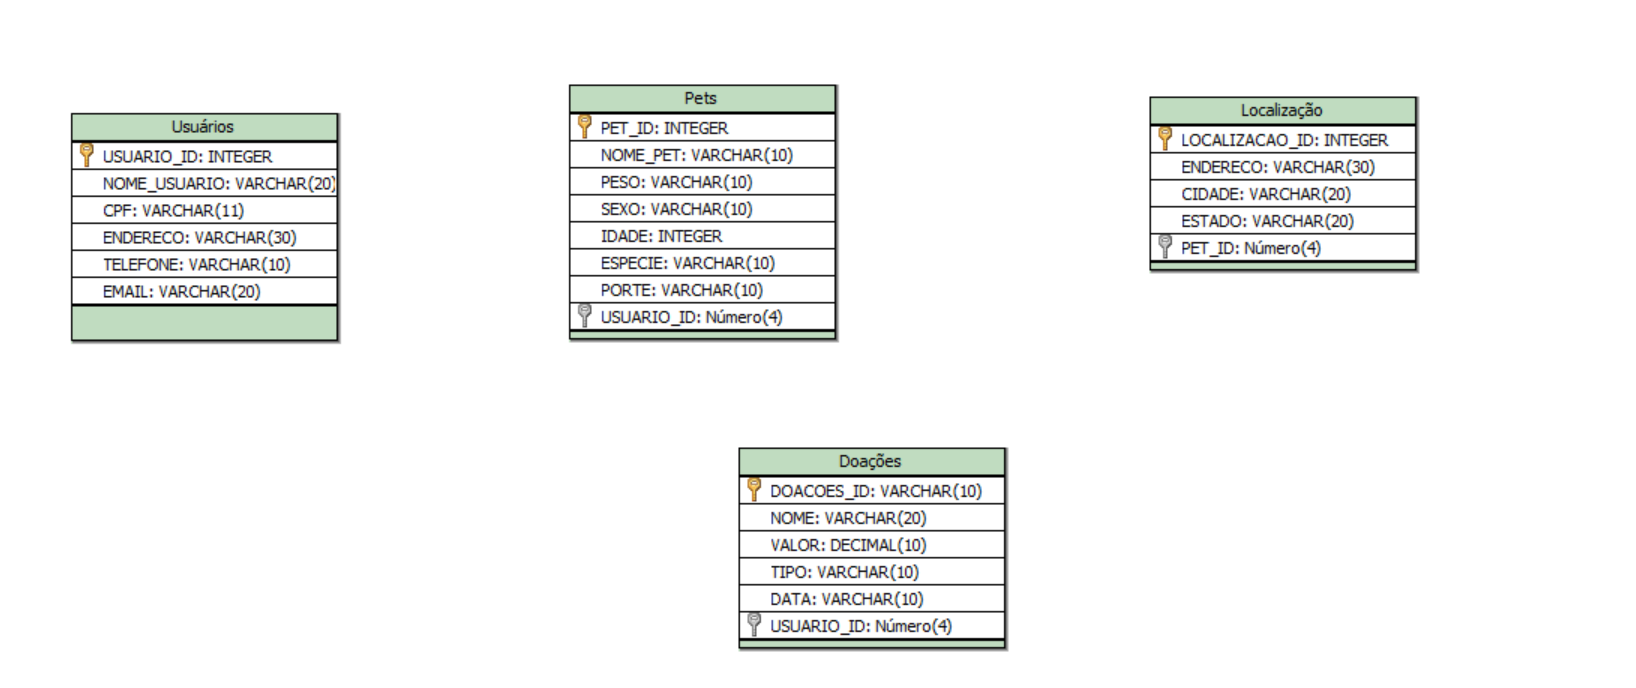 Usuários
USUARIO_ID: INTEGER
NOME_USUARIO: VARCHAR(20)
CPF: VARCHAR(11)
ENDERECO: VARCHAR(30)
TELEFONE: VARCHAR(10)
EMAIL: VARCHAR(20)
Pets
PET_ID: INTEGER
NOME_PET: VARCHAR(10)
PESO: VARCHAR(10)
SEXO: VARCHAR(10)
IDADE: INTEGER
ESPECIE: VARCHAR(10)
PORTE: VARCHAR(10)
USUARIO_ID: Número(4)
Localização
LOCALIZACAO_ID: INTEGER
ENDERECO: VARCHAR(30)
CIDADE: VARCHAR(20)
ESTADO: VARCHAR(20)
PET_ID: Número(4)
Doações
DOACOES_ID: VARCHAR(10)
NOME: VARCHAR(20)
VALOR: DECIMAL(10)
TIPO: VARCHAR(10)
DATA: VARCHAR(10)
USUARIO_ID: Número(4)